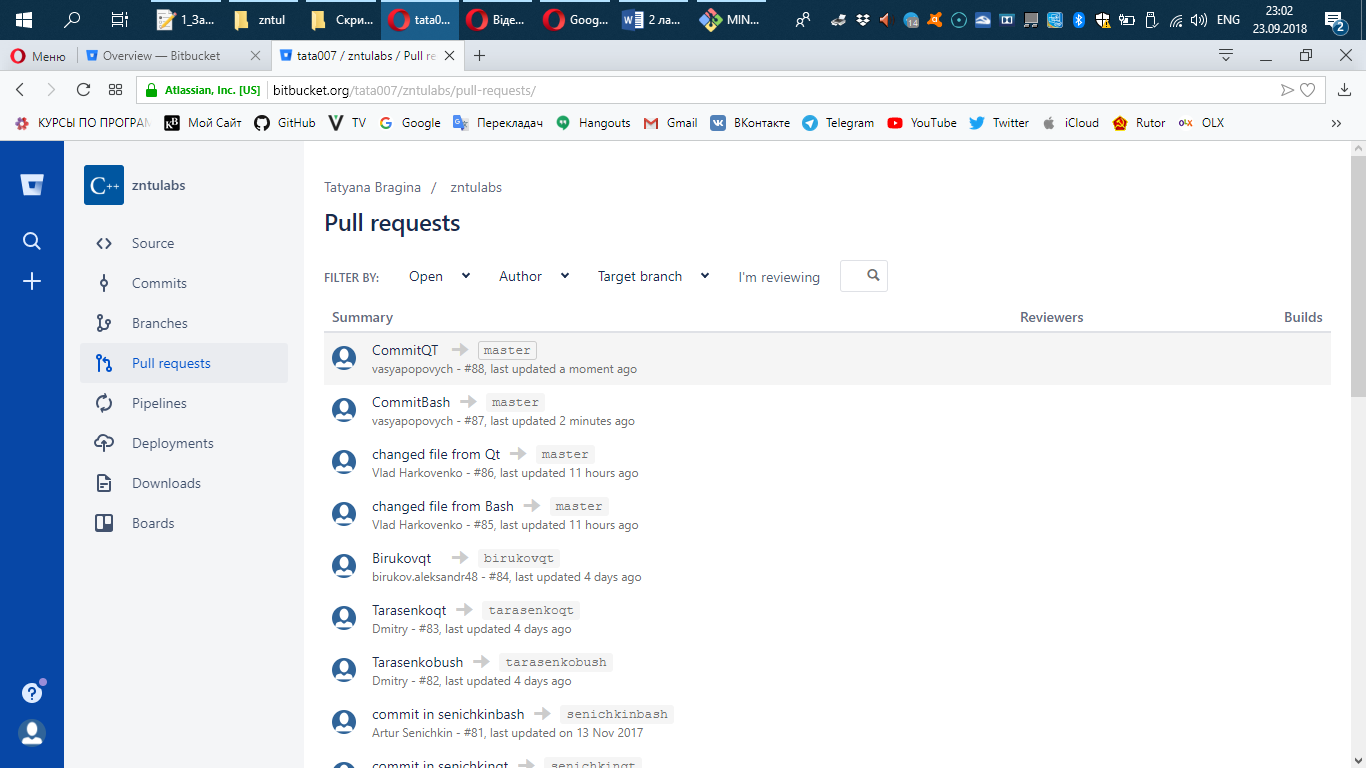 1_За...
zntul
Скри...
tata0...
Віде...
Goog...
2 ла...
MIN...
14
ENG
23:02
23.09.2018
2
Меню
Overview — Bitbucket
tata007 / zntulabs / Pull re
Atlassian, Inc. [US]
bitbucket.org/tata007/zntulabs/pull-requests/
КУРСЫ ПО ПРОГРАМ
Мой Сайт
GitHub
TV
Google
Перекладач
Hangouts
Gmail
ВКонтакте
Telegram
YouTube
Twitter
iCloud
Rutor
OLX
C++
zntulabs
Source
Commits
Branches
Pull requests
Pipelines
Deployments
Downloads
Boards
Tatyana Bragina / zntulabs
Pull requests
FILTER BY: Open Author Target branch I'm reviewing
Summary Reviewers Builds
CommitQT master
vasyapopovych - #88, last updated a moment ago
CommitBash master
vasyapopovych - #87, last updated 2 minutes ago
changed file from Qt master
Vlad Harkovenko - #86, last updated 11 hours ago
changed file from Bash master
Vlad Harkovenko - #85, last updated 11 hours ago
Birukovqt birukovqt
birukov.aleksandr48 - #84, last updated 4 days ago
Tarasenkoqt tarasenkoqt
Dmitry - #83, last updated 4 days ago
Tarasenkobush tarasenkobush
Dmitry - #82, last updated 4 days ago
commit in senichkinbash senichkinbash
Artur Senichkin - #81, last updated on 13 Nov 2017
commit in senichkinqt senichkinqt